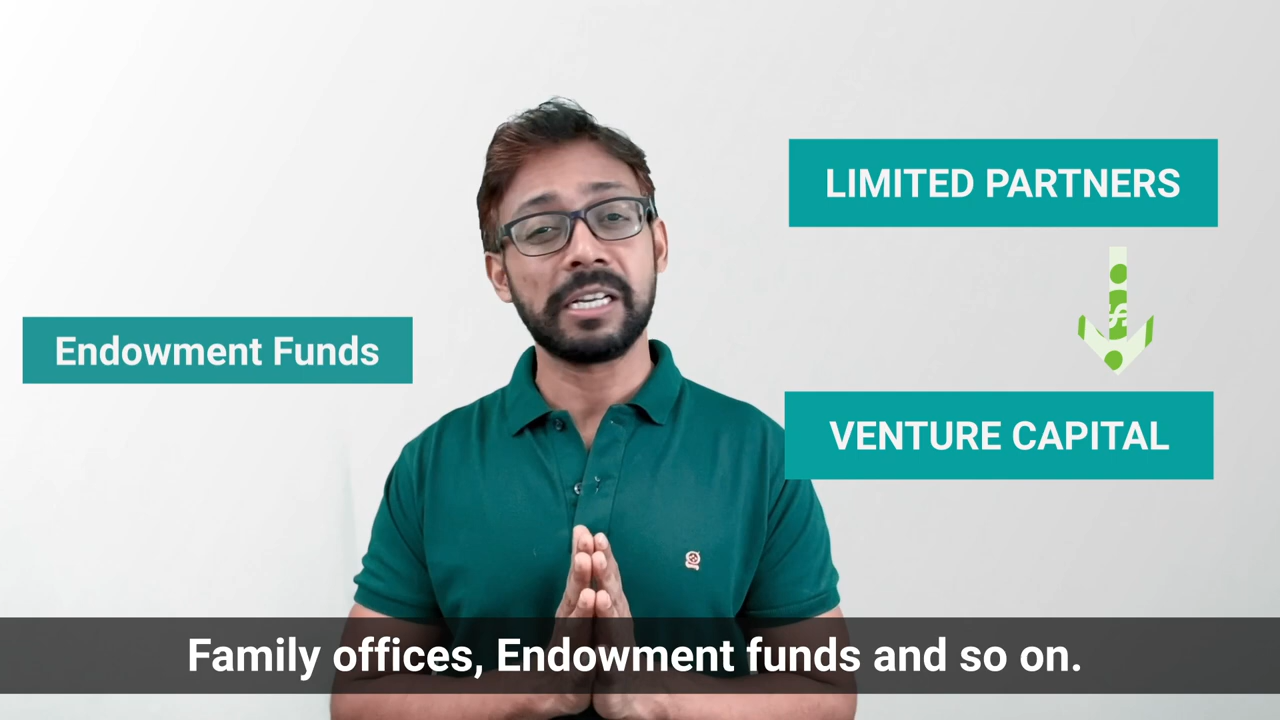 LIMITED PARTNERS
Endowment Funds
VENTURE CAPITAL
Family offices, Endowment funds and so on.